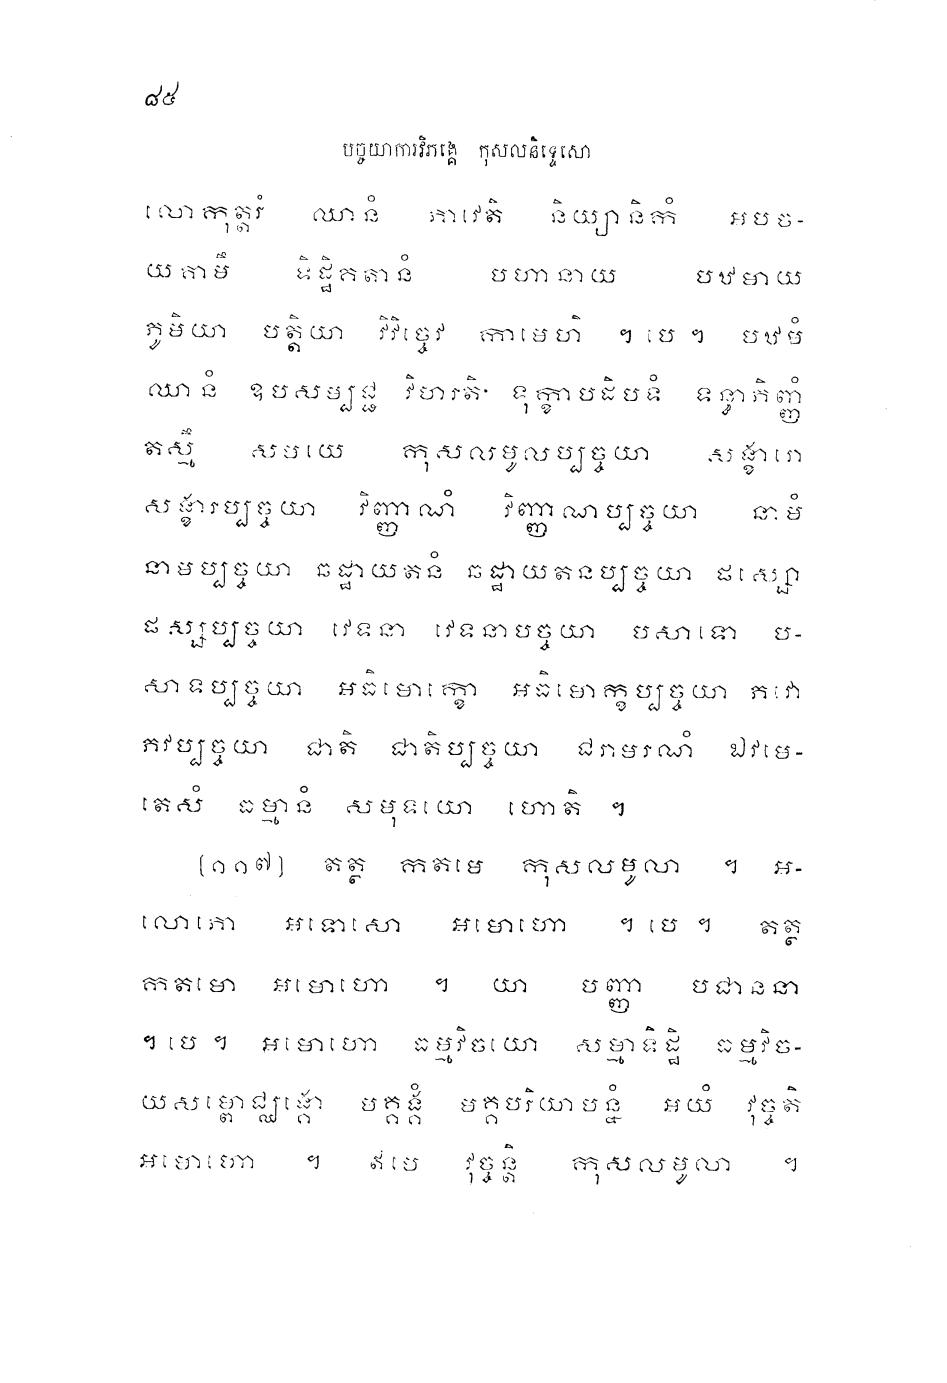 ៨៥
បច្ចយាការវិភង្គេ កុសលនិទ្ទេសោ
លោកុត្តរំ ឈានំ ភាវេតិ និយ្យានិកំ អបច-
យគាមឹ ទិដ្ឋិគតានំ បហានាយ បឋមាយ
ភូមិយា បត្តិយា វិវិច្ចេវ កាមេហិ ។ បេ ។ បឋមំ
ឈានំ ឧបសម្បជ្ជ វិហរតិ ទុក្ខាបដិបទំ ទន្ធាភិញ្ញំ
តស្មឹ សមយេ កុសលមូលប្បច្ចយា សង្ខារោ
សង្ខារប្បច្ចយា វិញ្ញាណំ វិញ្ញាណប្បច្ចយា នាមំ
នាមប្បច្ចយា ឆដ្ឋាយតនំ ឆដ្ឋាយតនប្បច្ចយា ផស្សោ
ផស្សប្បច្ចយា វេទនា វេទនាបច្ចយា បសាទោ ប-
សាទប្បច្ចយា អធិមោក្ខោ អធិមោក្ខប្បច្ចយា ភវោ
ភវប្បច្ចយា ជាតិ ជាតិប្បច្ចយា ជរាមរណំ ឯវមេ-
តេសំ ធម្មានំ សមុទយោ ហោតិ ។
[១១៧] តត្ថ កតមេ កុសលមូលា ។ អ-
លោភោ អទោសោ អមោហោ ។ បេ ។ តត្ថ
កតមោ អមោហោ ។ យា បញ្ញា បជាននា
។ បេ ។ អមោហោ ធម្មវិចយោ សម្មាទិដ្ឋិ ធម្មវិច-
យសម្ពោជ្ឈង្គោ មគ្គង្គំ មគ្គបរិយាបន្នំ អយំ វុច្ចតិ
អមោហោ ។ ឥមេ វុច្ចន្តិ កុសលមូលា ។